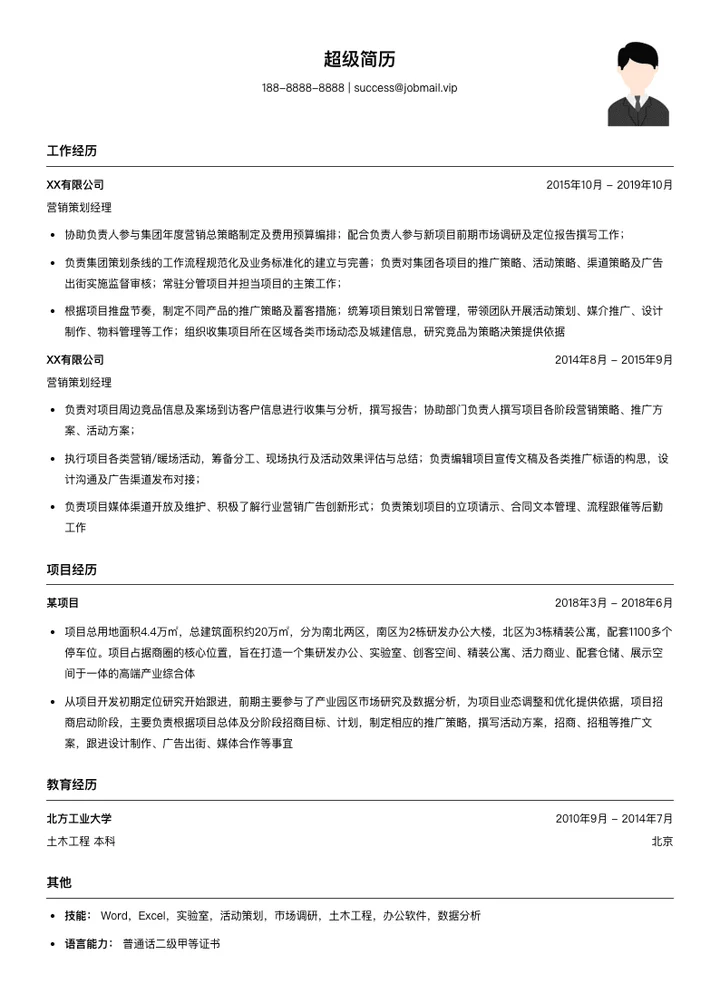 超级简历
188-8888-8888 | success@jobmail.vip
工作经历
XX有限公司 2015年10月 – 2019年10月
营销策划经理
• 协助负责人参与集团年度营销总策略制定及费用预算编排；配合负责人参与新项目前期市场调研及定位报告撰写工作；
• 负责集团策划条线的工作流程规范化及业务标准化的建立与完善；负责对集团各项目的推广策略、活动策略、渠道策略及广告
出街实施监督审核；常驻分管项目并担当项目的主策工作；
• 根据项目推盘节奏，制定不同产品的推广策略及蓄客措施；统筹项目策划日常管理，带领团队开展活动策划、媒介推广、设计
制作、物料管理等工作；组织收集项目所在区域各类市场动态及城建信息，研究竞品为策略决策提供依据
XX有限公司 2014年8月 – 2015年9月
营销策划经理
• 负责对项目周边竞品信息及案场到访客户信息进行收集与分析，撰写报告；协助部门负责人撰写项目各阶段营销策略、推广方
案、活动方案；
• 执行项目各类营销/暖场活动，筹备分工、现场执行及活动效果评估与总结；负责编辑项目宣传文稿及各类推广标语的构思，设
计沟通及广告渠道发布对接；
• 负责项目媒体渠道开放及维护、积极了解行业营销广告创新形式；负责策划项目的立项请示、合同文本管理、流程跟催等后勤
工作
项目经历
某项目 2018年3月 – 2018年6月
• 项目总用地面积4.4万㎡，总建筑面积约20万㎡，分为南北两区，南区为2栋研发办公大楼，北区为3栋精装公寓，配套1100多个
停车位。项目占据商圈的核心位置，旨在打造一个集研发办公、实验室、创客空间、精装公寓、活力商业、配套仓储、展示空
间于一体的高端产业综合体
• 从项目开发初期定位研究开始跟进，前期主要参与了产业园区市场研究及数据分析，为项目业态调整和优化提供依据，项目招
商启动阶段，主要负责根据项目总体及分阶段招商目标、计划，制定相应的推广策略，撰写活动方案，招商、招租等推广文
案，跟进设计制作、广告出街、媒体合作等事宜
教育经历
北方工业大学 2010年9月 – 2014年7月
土木工程 本科 北京
其他
• 技能： Word，Excel，实验室，活动策划，市场调研，土木工程，办公软件，数据分析
• 语言能力： 普通话二级甲等证书